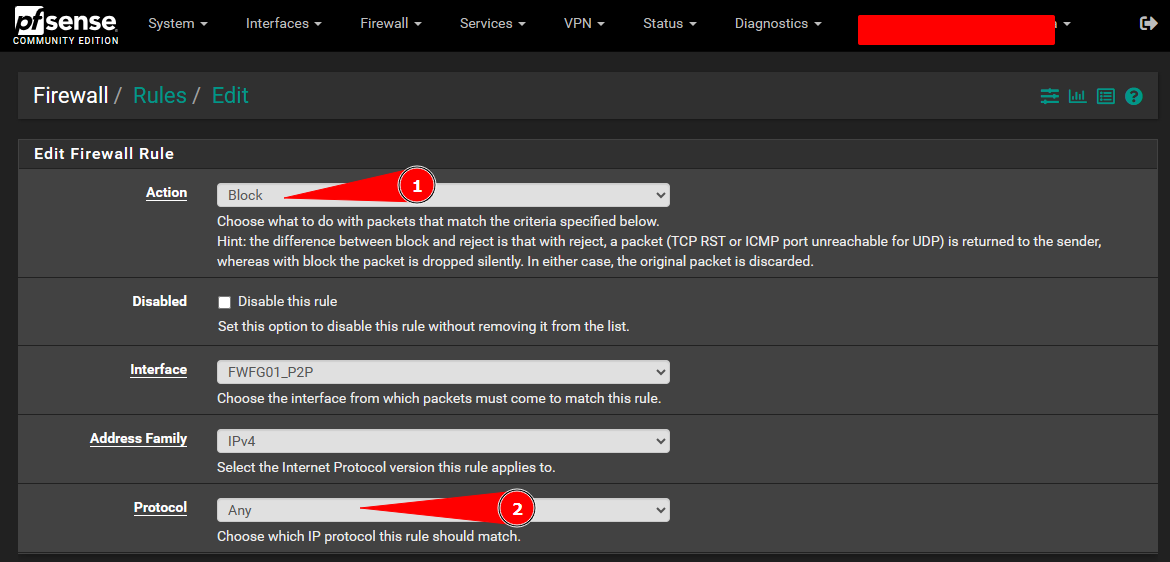 pfsense
COMMUNITY EDITION
System Interfaces Firewall Services VPN Status Diagnostics
Firewall / Rules / Edit
Edit Firewall Rule
Action
Block
1
Choose what to do with packets that match the criteria specified below.
Hint: the difference between block and reject is that with reject, a packet (TCP RST or ICMP port unreachable for UDP) is returned to the sender,
whereas with block the packet is dropped silently. In either case, the original packet is discarded.
Disabled
Disable this rule
Set this option to disable this rule without removing it from the list.
Interface
FWFG01_P2P
Choose the interface from which packets must come to match this rule.
Address Family
IPv4
Select the Internet Protocol version this rule applies to.
Protocol
Any
2
Choose which IP protocol this rule should match.